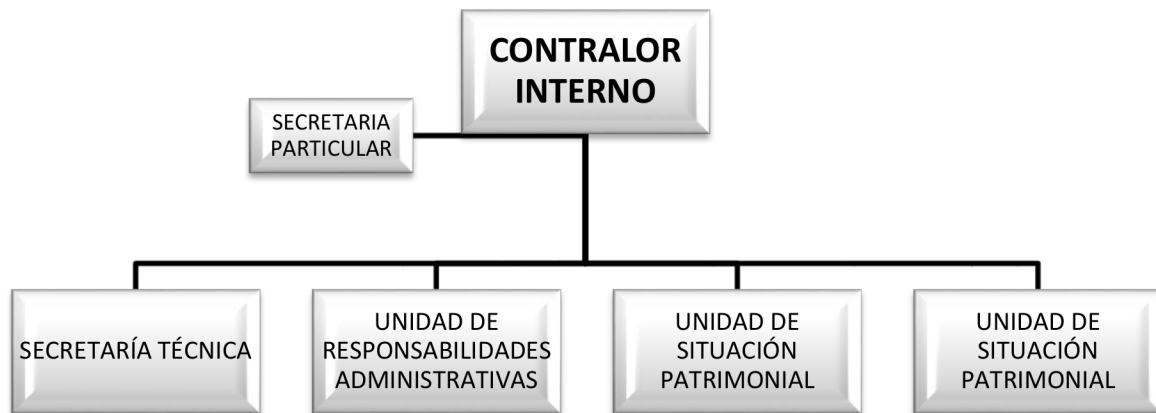 CONTRALOR
INTERNO
SECRETARIA
PARTICULAR
SECRETARÍA TÉCNICA
UNIDAD DE
RESPONSABILIDADES
ADMINISTRATIVAS
UNIDAD DE
SITUACIÓN
PATRIMONIAL
UNIDAD DE
SITUACIÓN
PATRIMONIAL